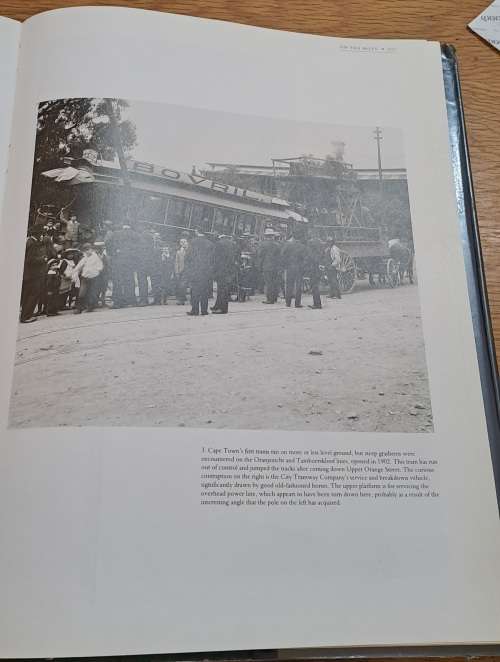 ON THE MOVE
BOVRIL
3. Cape Town's first trams ran on more or less level ground, but steep gradients were
encountered on the Oranjezicht and Tamboerskloof lines, opened in 1902. This tram has run
out of control and jumped the tracks after coming down Upper Orange Street. The curious
contraption on the right is the City Tramway Company's service and breakdown vehicle,
significantly drawn by good old-fashioned horses. The upper platform is for servicing the
overhead power line, which appears to have been torn down here, probably as a result of the
interesting angle that the pole on the left has acquired.